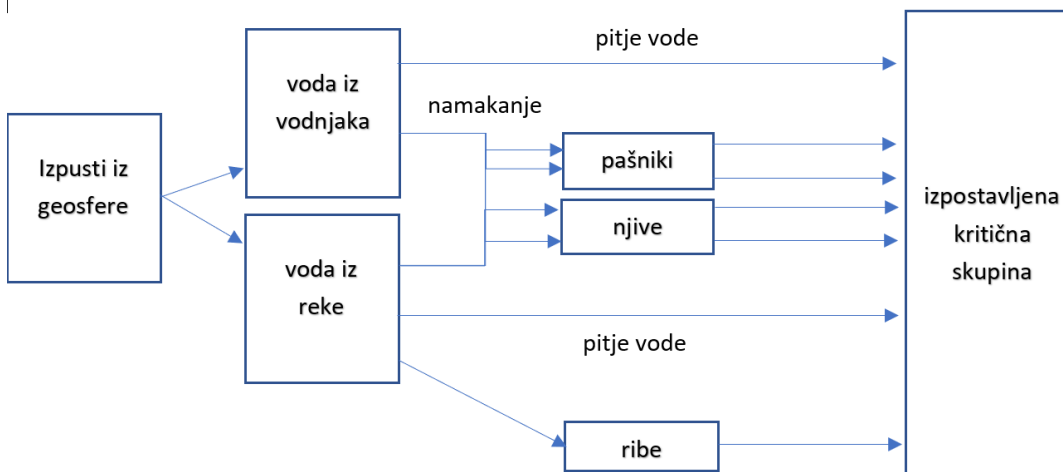 pitje vode
voda iz
vodnjaka
namakanje
Izpusti iz
geosfere
pašniki
njive
izpostavljena
kritična
skupina
voda iz
reke
pitje vode
ribe